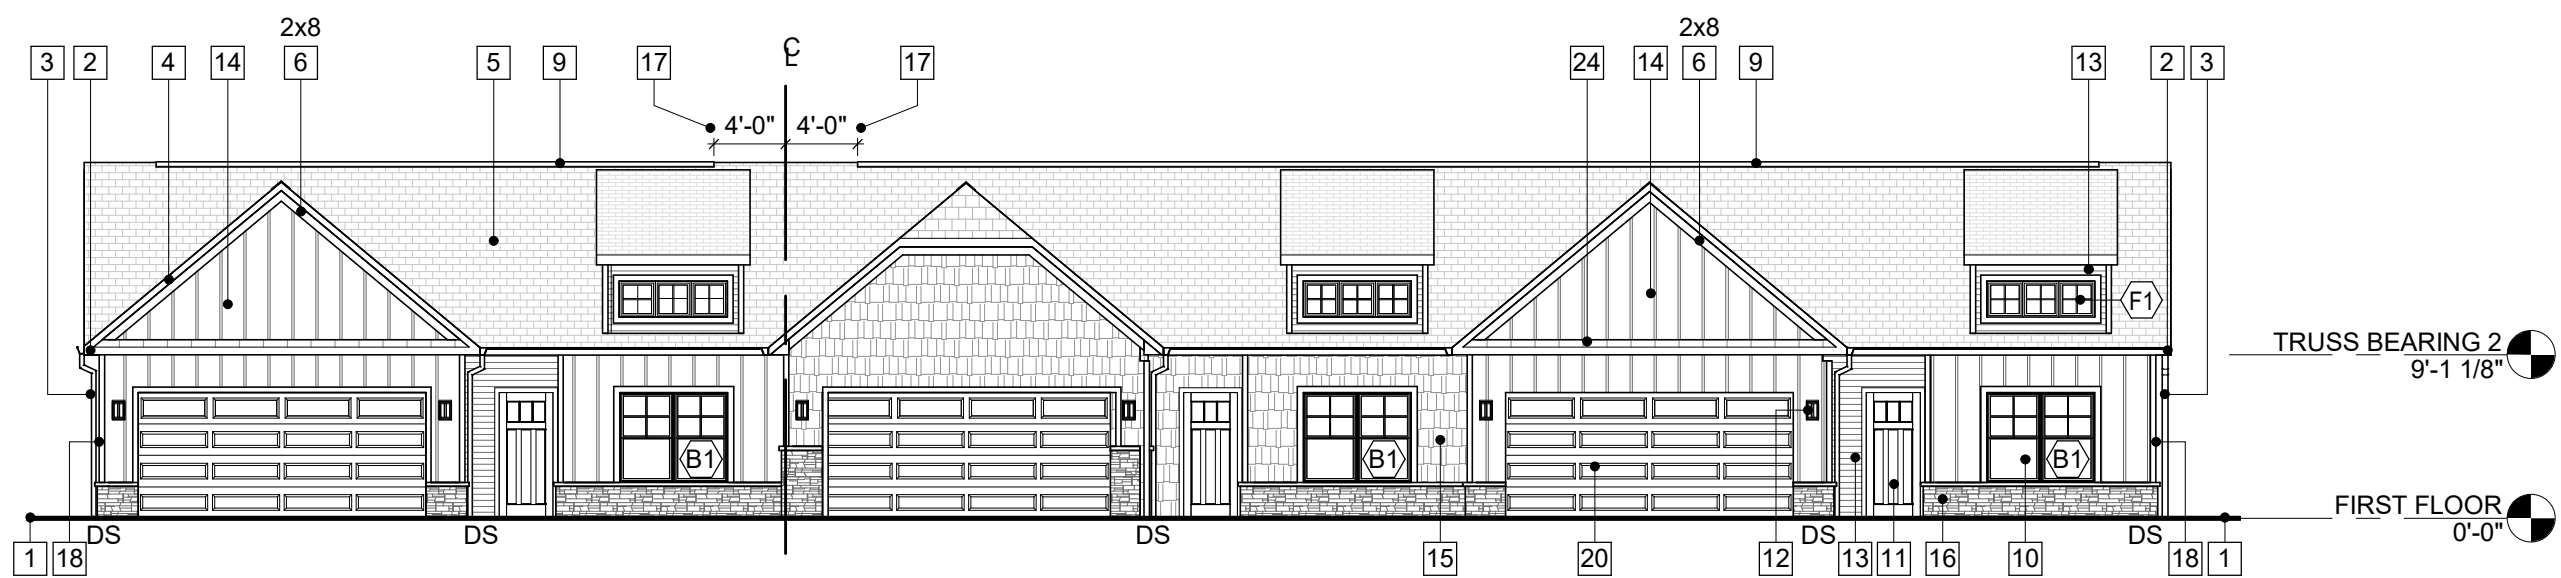 2x8
2x8
3 2 4 14 6 5 9 17 CL 17 24 14 6 9 13 2 3
4'-0" 4'-0"
F1
TRUSS BEARING 2
9'-1 1/8"
B1 B1 B1
FIRST FLOOR
0'-0"
DS DS DS DS DS
1 18 15 20 12 13 11 16 10 18 1